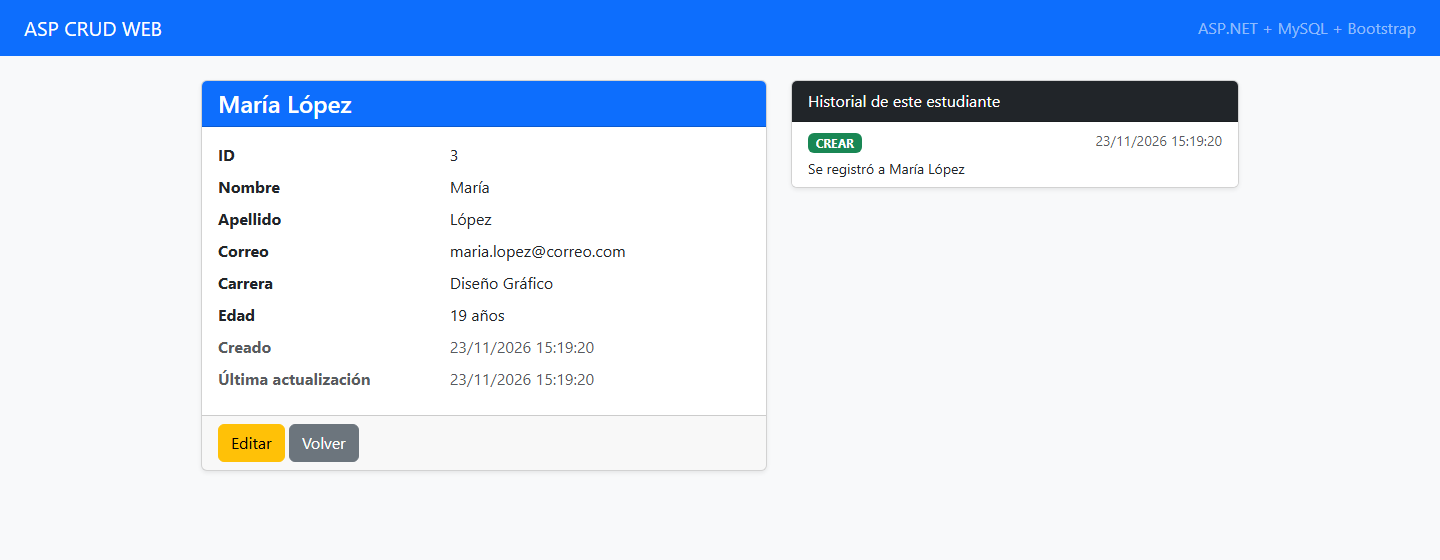 ASP CRUD WEB
ASP.NET + MySQL + Bootstrap
María López
ID 3
Nombre María
Apellido López
Correo maria.lopez@correo.com
Carrera Diseño Gráfico
Edad 19 años
Creado 23/11/2026 15:19:20
Última actualización 23/11/2026 15:19:20
Editar Volver
Historial de este estudiante
CREAR 23/11/2026 15:19:20
Se registró a María López